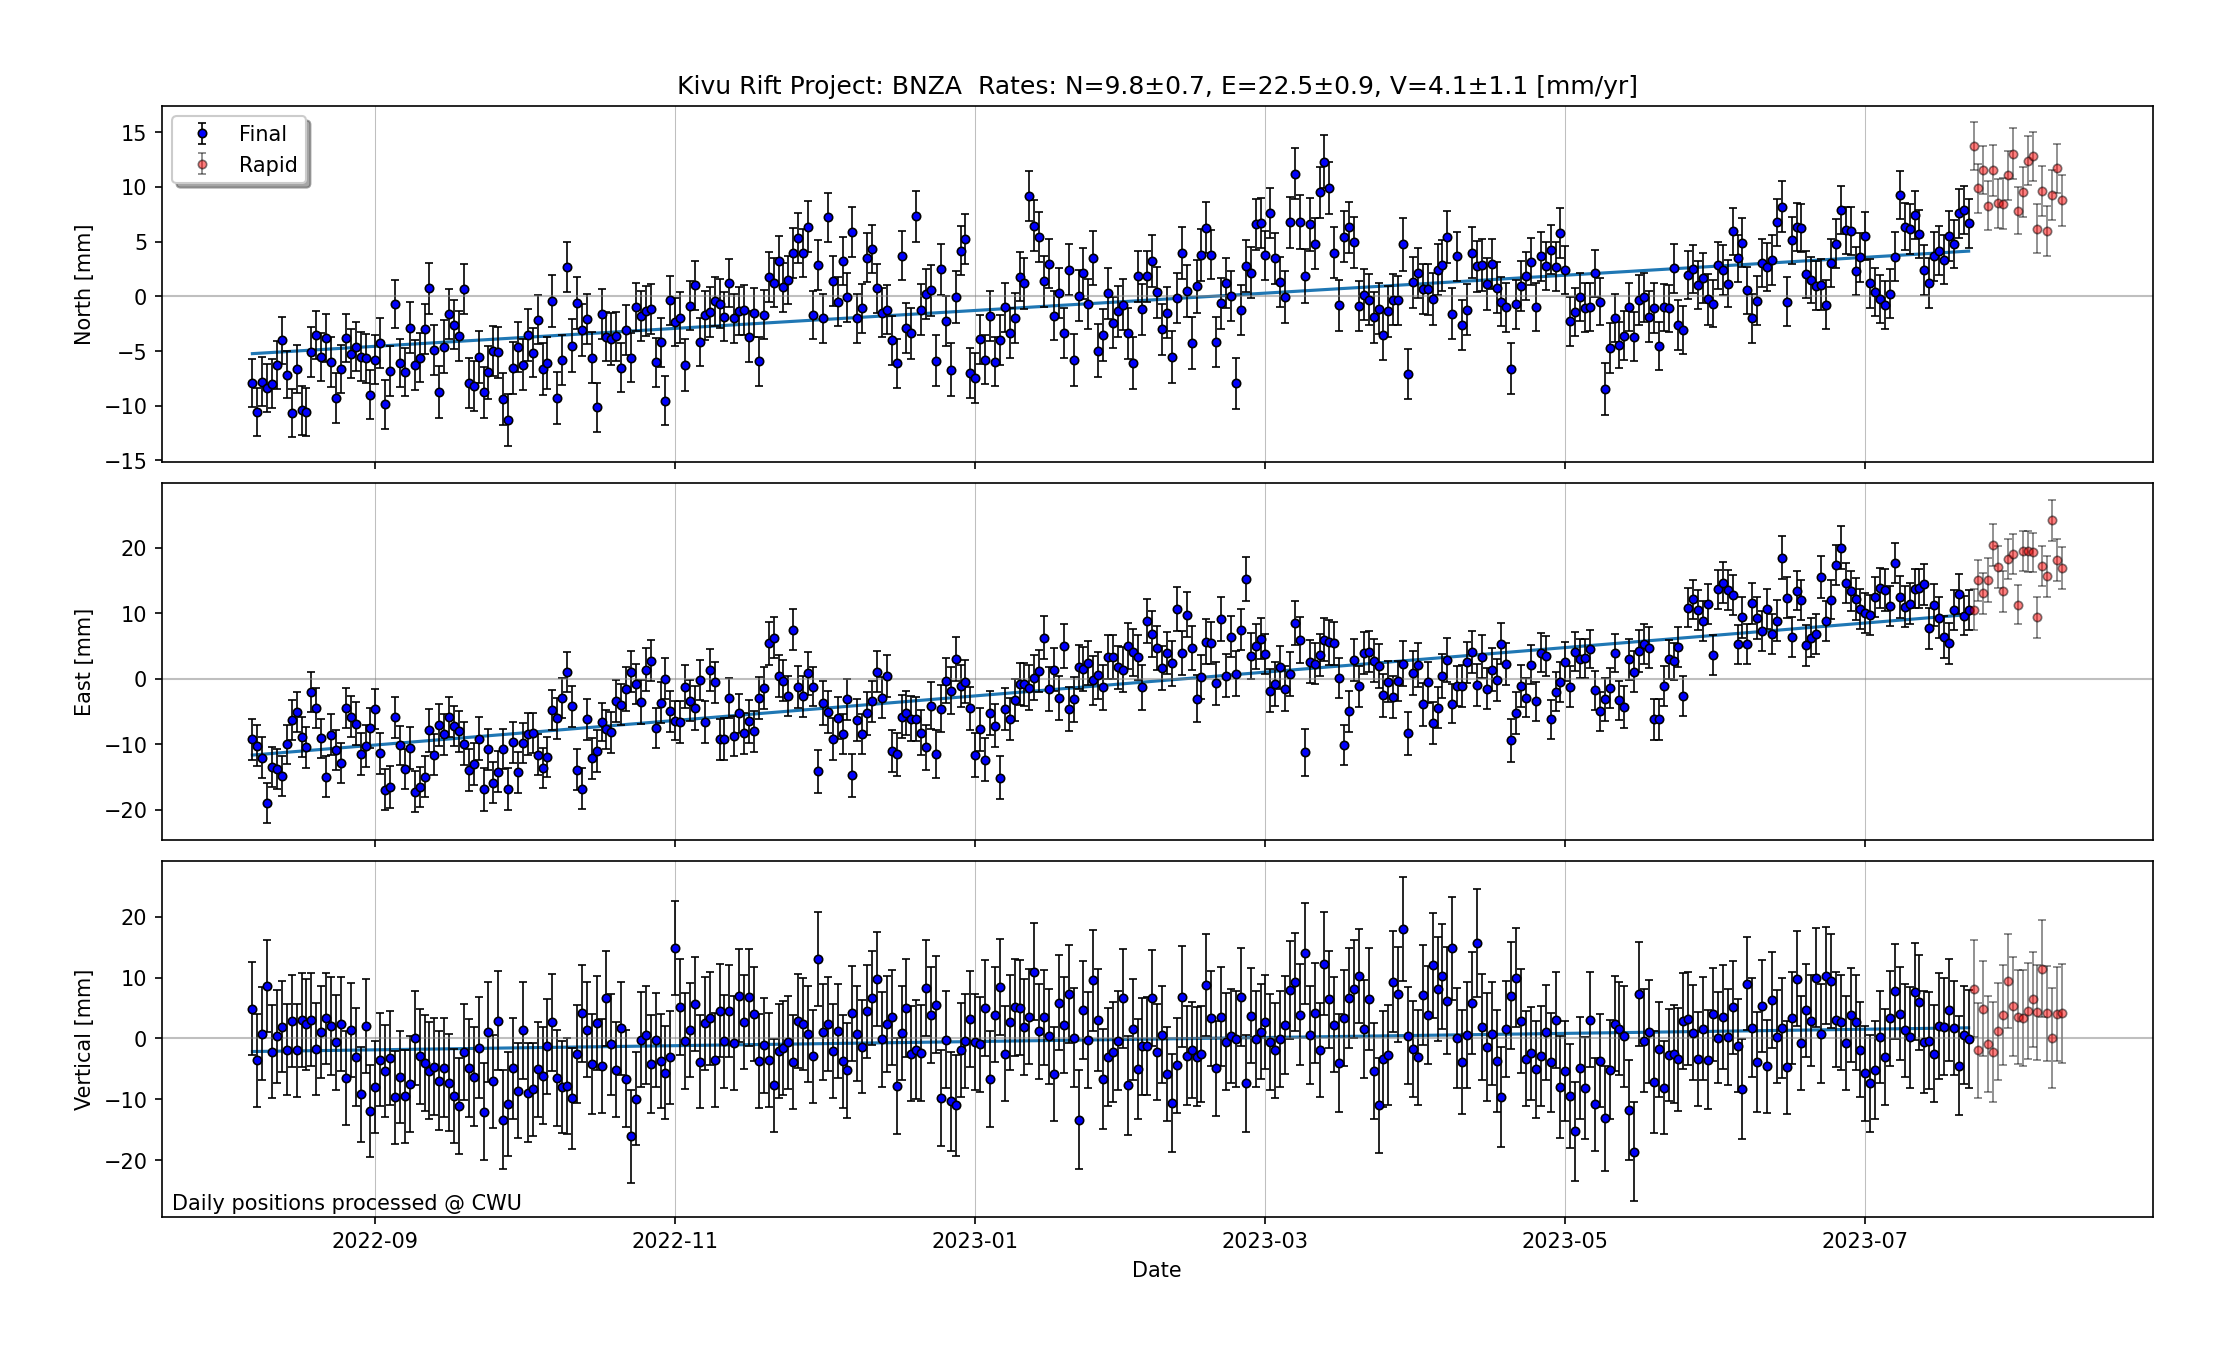 Kivu Rift Project: BNZA  Rates: N=9.8±0.7, E=22.5±0.9, V=4.1±1.1 [mm/yr]
Final
Rapid
North [mm]
15
10
5
0
−5
−10
−15
East [mm]
20
10
0
−10
−20
Vertical [mm]
20
10
0
−10
−20
Daily positions processed @ CWU
2022-09 2022-11 2023-01 2023-03 2023-05 2023-07
Date